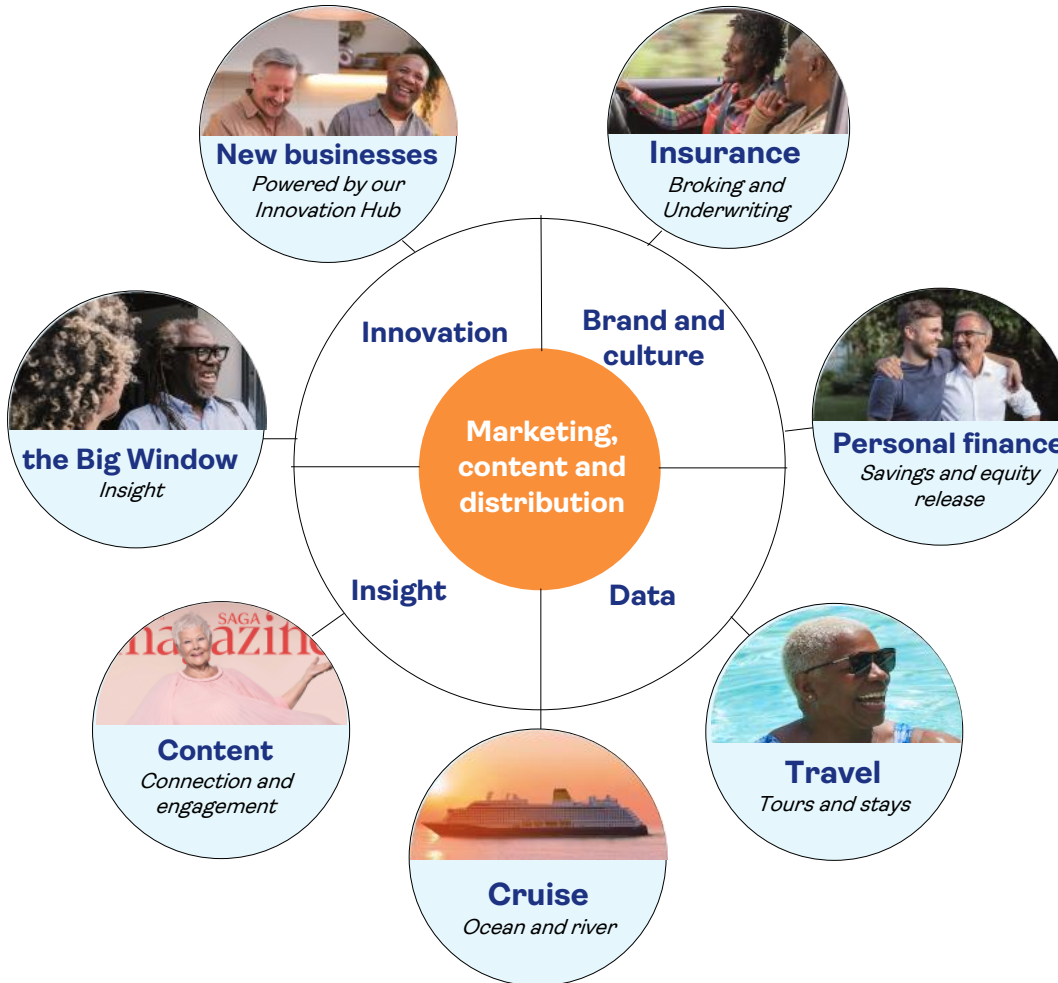 New businesses
Powered by our
Innovation Hub
Insurance
Broking and
Underwriting
Innovation
Brand and
culture
the Big Window
Insight
Marketing,
content and
distribution
Personal finance
Savings and equity
release
Insight
Data
SAGA
magazine
Content
Connection and
engagement
Travel
Tours and stays
Cruise
Ocean and river